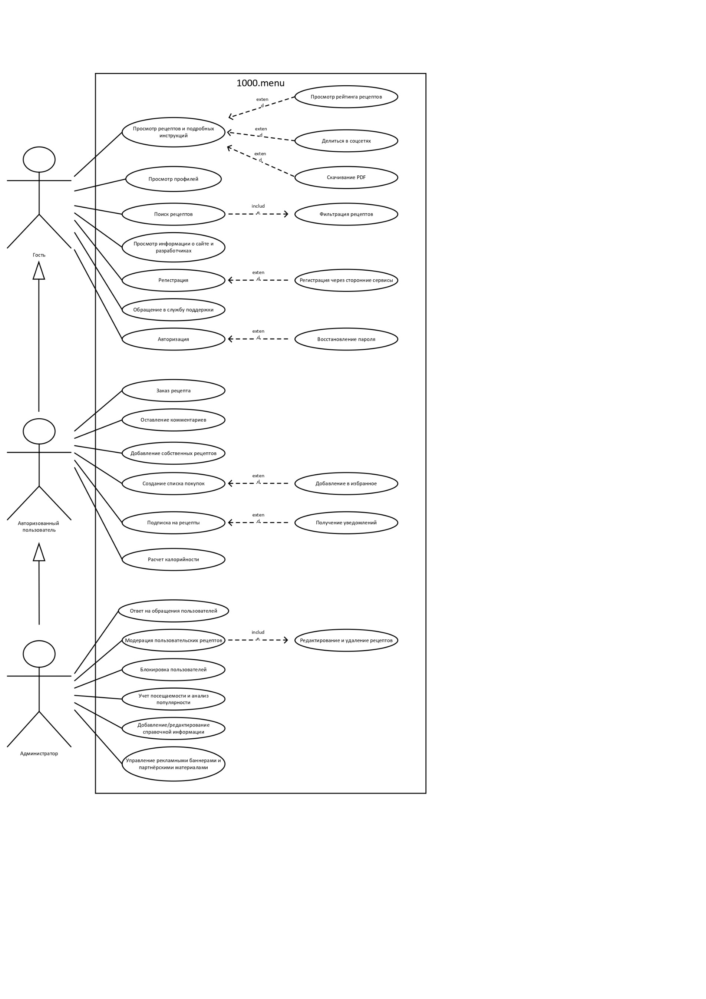 1000.menu
Просмотр рейтинга рецептов
exten
d
Просмотр рецептов и подробных
инструкций
exten
d
Делиться в соцсетях
exten
d
Скачивание PDF
Просмотр профилей
Поиск рецептов
includ
e
Фильтрация рецептов
Просмотр информации о сайте и
разработчиках
Гость
Регистрация
exten
d
Регистрация через сторонние сервисы
Обращение в службу поддержки
Авторизация
exten
d
Восстановление пароля
Заказ рецепта
Оставление комментариев
Добавление собственных рецептов
Создание списка покупок
exten
d
Добавление в избранное
Авторизованный
пользователь
Подписка на рецепты
exten
d
Получение уведомлений
Расчет калорийности
Ответ на обращения пользователей
Модерация пользовательских рецептов
includ
e
Редактирование и удаление рецептов
Блокировка пользователей
Учет посещаемости и анализ
популярности
Добавление/редактирование
справочной информации
Администратор
Управление рекламными баннерами и
партнёрскими материалами